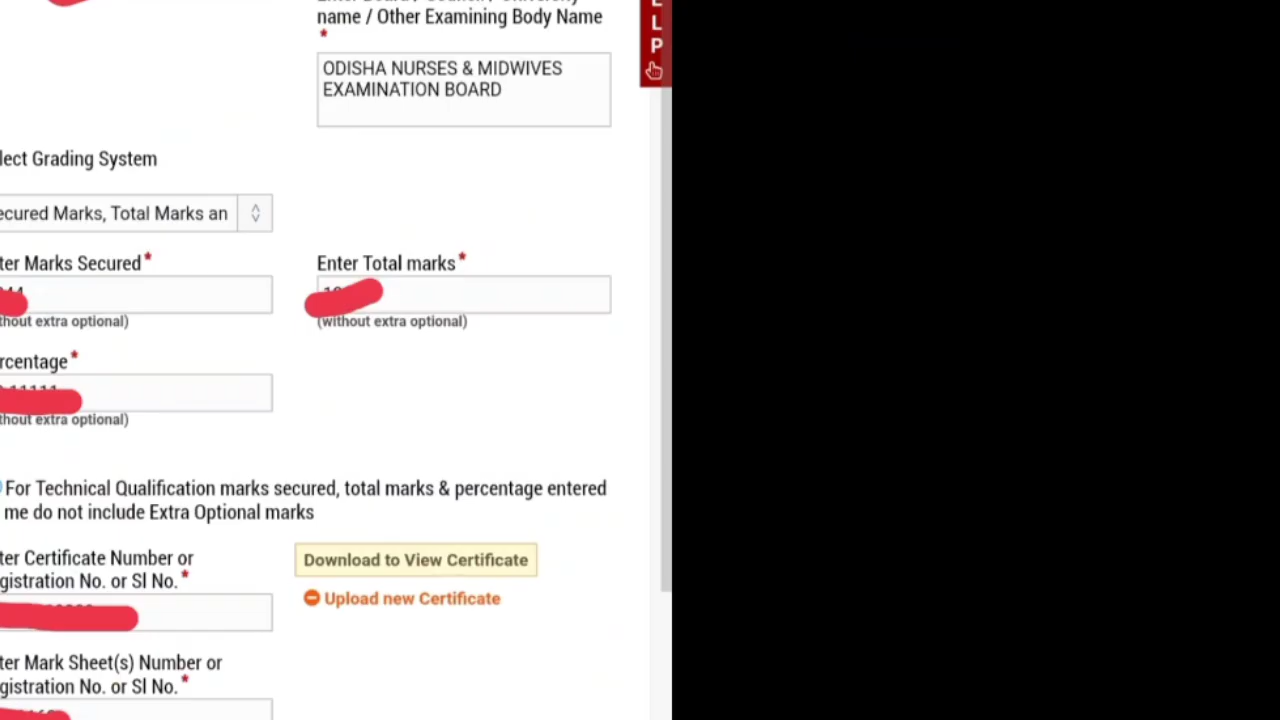 name / Other Examining Body Name
*
ODISHA NURSES & MIDWIVES
EXAMINATION BOARD
L
P
lect Grading System
ecured Marks, Total Marks an
ter Marks Secured*
Enter Total marks*
(without extra optional)
thout extra optional)
rcentage*
thout extra optional)
For Technical Qualification marks secured, total marks & percentage entered
me do not include Extra Optional marks
ter Certificate Number or
gistration No. or Sl No.*
Download to View Certificate
Upload new Certificate
ter Mark Sheet(s) Number or
gistration No. or Sl No.*